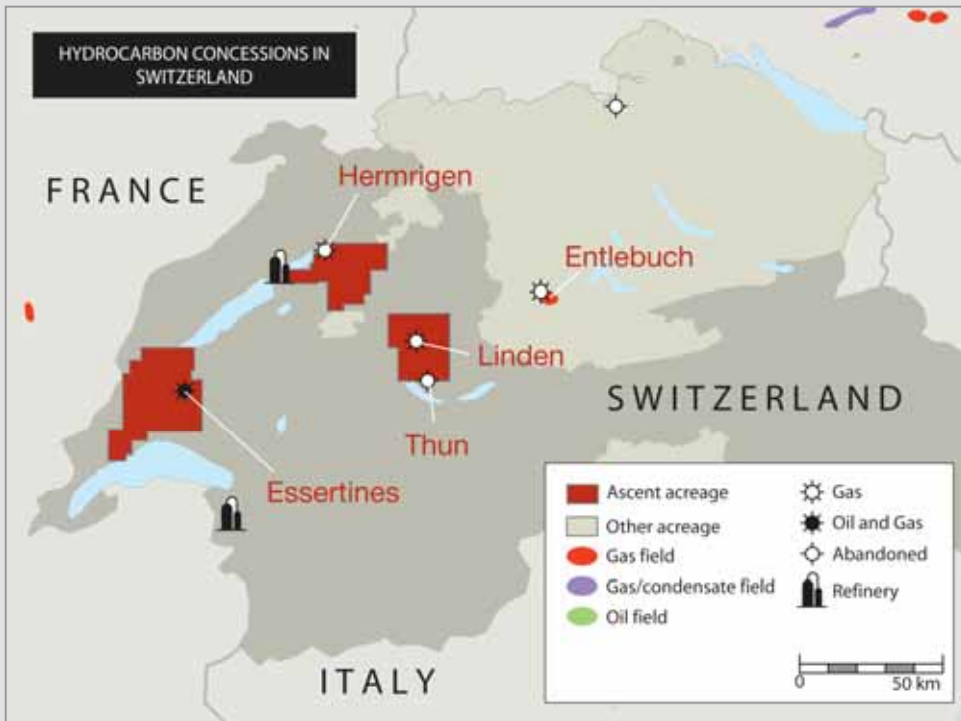 HYDROCARBON CONCESSIONS IN
SWITZERLAND
FRANCE
Hermrigen
Entlebuch
Linden
SWITZERLAND
Thun
Essertines
ITALY
Ascent acreage
Other acreage
Gas field
Gas/condensate field
Oil field
Gas
Oil and Gas
Abandoned
Refinery
0 50 km